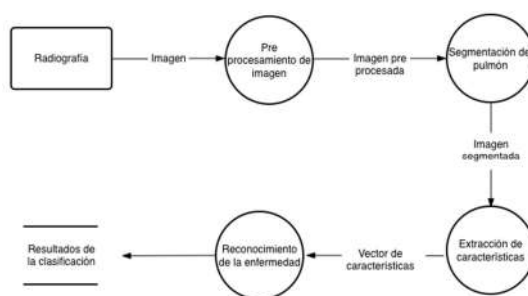 Radiografía
Imagen
Pre
procesamiento de
imagen
Imagen pre
procesada
Segmentación de
pulmón
Imagen
segmentada
Extracción de
características
Vector de
características
Reconocimiento
de la enfermedad
Resultados de
la clasificación